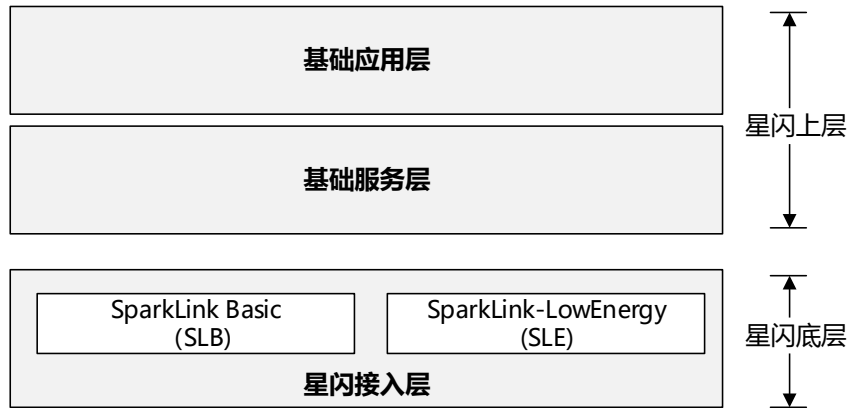 基础应用层
星闪上层
基础服务层
SparkLink Basic
(SLB)
SparkLink-LowEnergy
(SLE)
星闪底层
星闪接入层